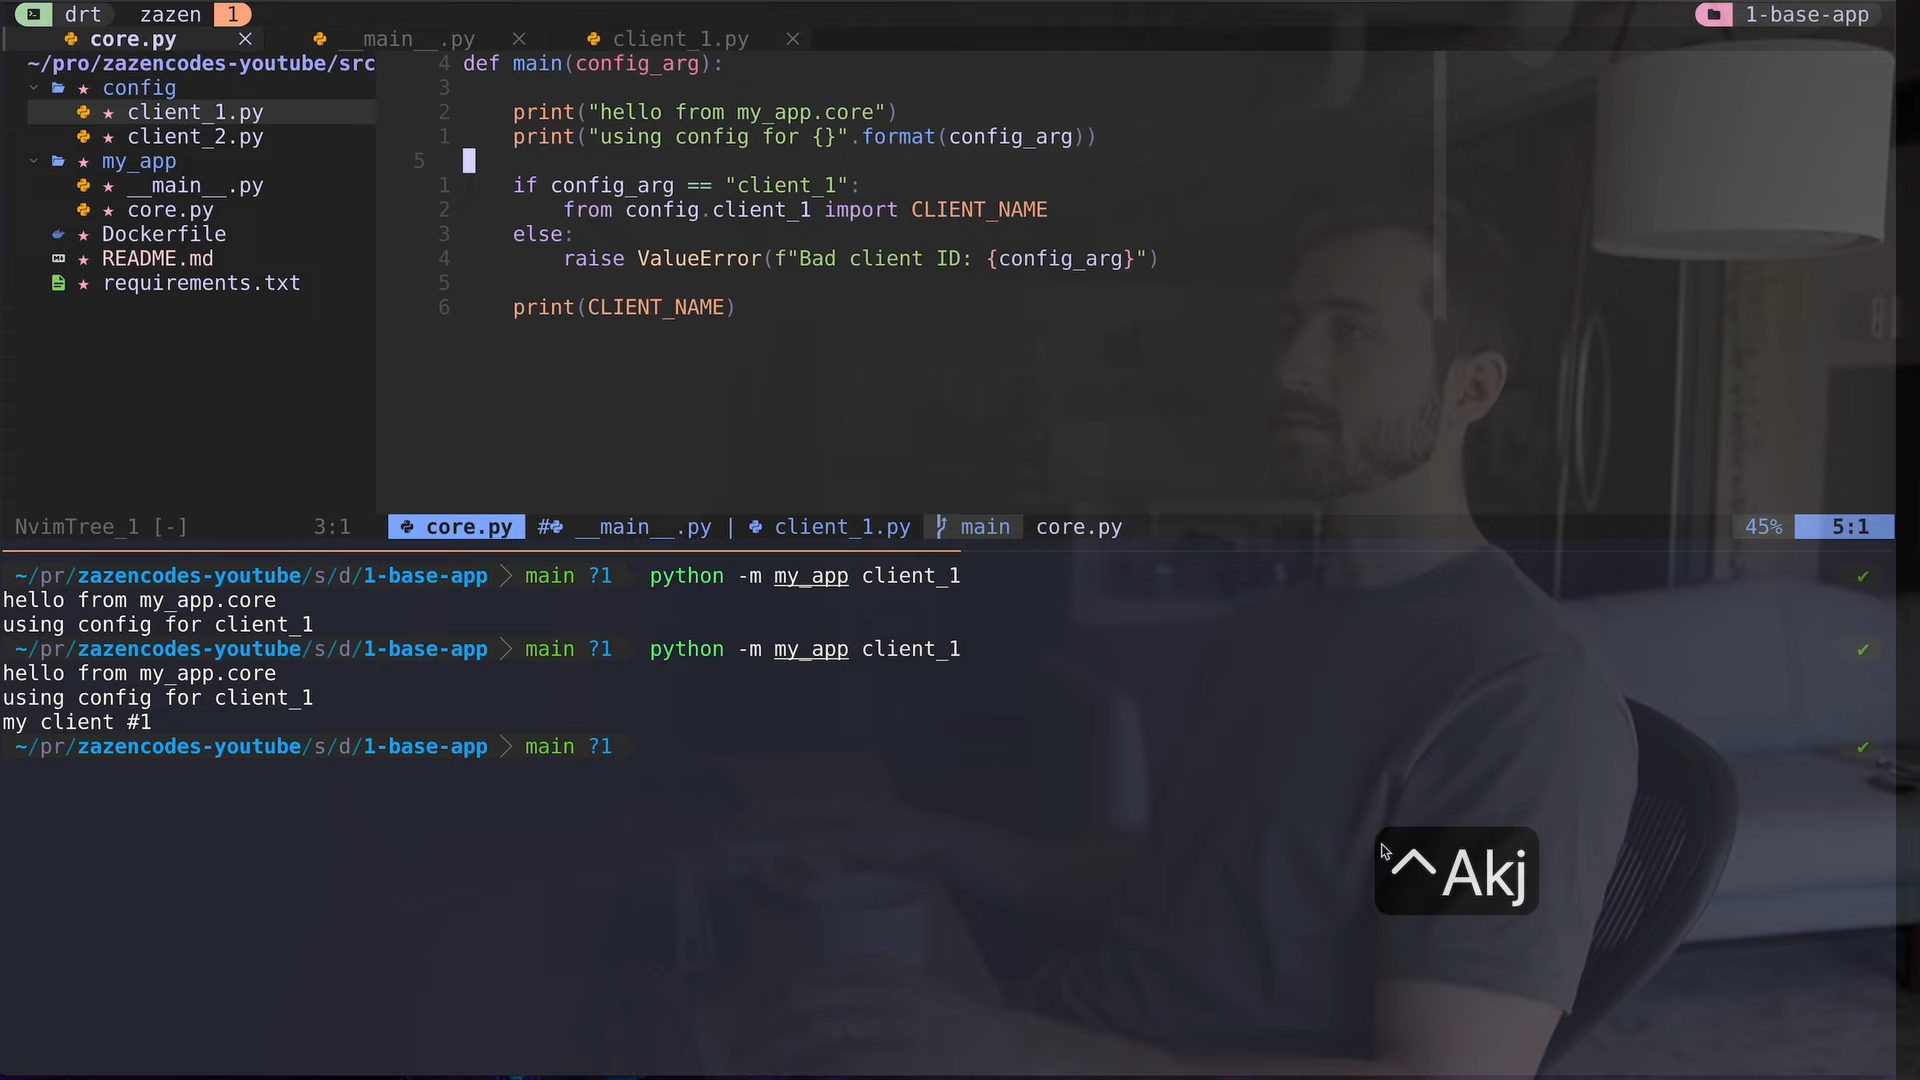 drt zazen 1 1-base-app
core.py × __main__.py × client_1.py ×
~/pro/zazencodes-youtube/src
config
client_1.py
client_2.py
my_app
__main__.py
core.py
Dockerfile
README.md
requirements.txt
4 def main(config_arg):
3
2 print("hello from my_app.core")
1 print("using config for {}".format(config_arg))
5
1 if config_arg == "client_1":
2 from config.client_1 import CLIENT_NAME
3 else:
4 raise ValueError(f"Bad client ID: {config_arg}")
5
6 print(CLIENT_NAME)
NvimTree_1 [-] 3:1 core.py # __main__.py | client_1.py main core.py 45% 5:1
~/pr/zazencodes-youtube/s/d/1-base-app main ?1 python -m my_app client_1 ✔
hello from my_app.core
using config for client_1
~/pr/zazencodes-youtube/s/d/1-base-app main ?1 python -m my_app client_1 ✔
hello from my_app.core
using config for client_1
my client #1
~/pr/zazencodes-youtube/s/d/1-base-app main ?1 ✔
^Akj